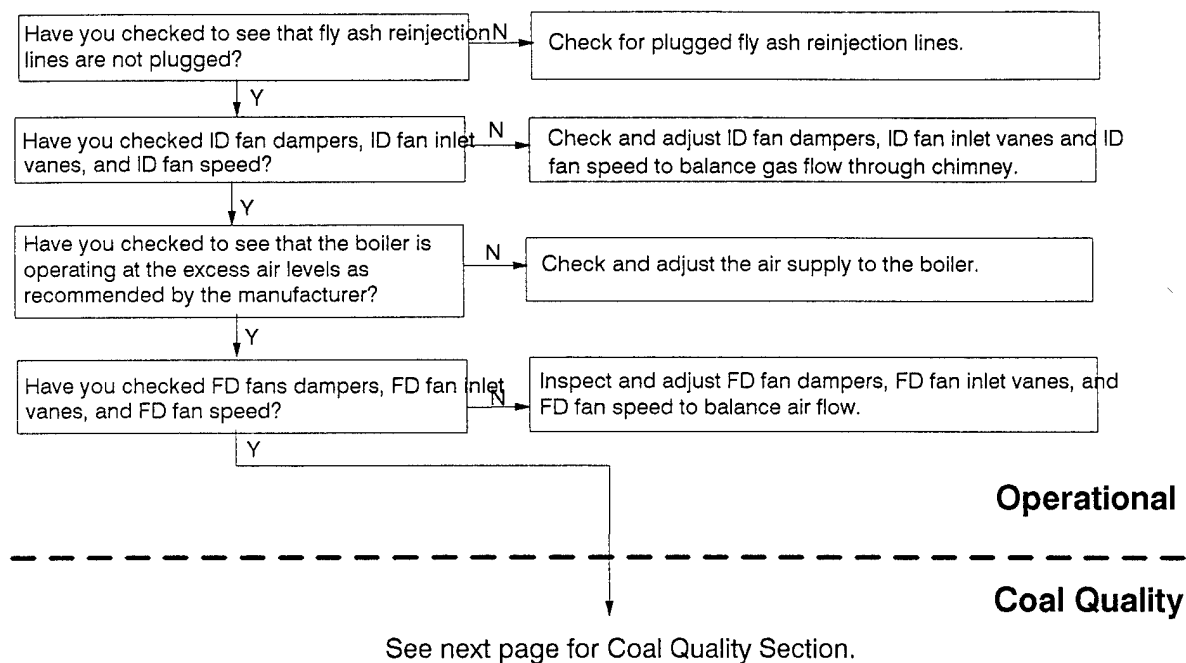 Have you checked to see that fly ash reinjection
lines are not plugged?
N
Check for plugged fly ash reinjection lines.
Y
Have you checked ID fan dampers, ID fan inlet
vanes, and ID fan speed?
N
Check and adjust ID fan dampers, ID fan inlet vanes and ID
fan speed to balance gas flow through chimney.
Y
Have you checked to see that the boiler is
operating at the excess air levels as
recommended by the manufacturer?
N
Check and adjust the air supply to the boiler.
Y
Have you checked FD fans dampers, FD fan inlet
vanes, and FD fan speed?
N
Inspect and adjust FD fan dampers, FD fan inlet vanes, and
FD fan speed to balance air flow.
Y
Operational
Coal Quality
See next page for Coal Quality Section.